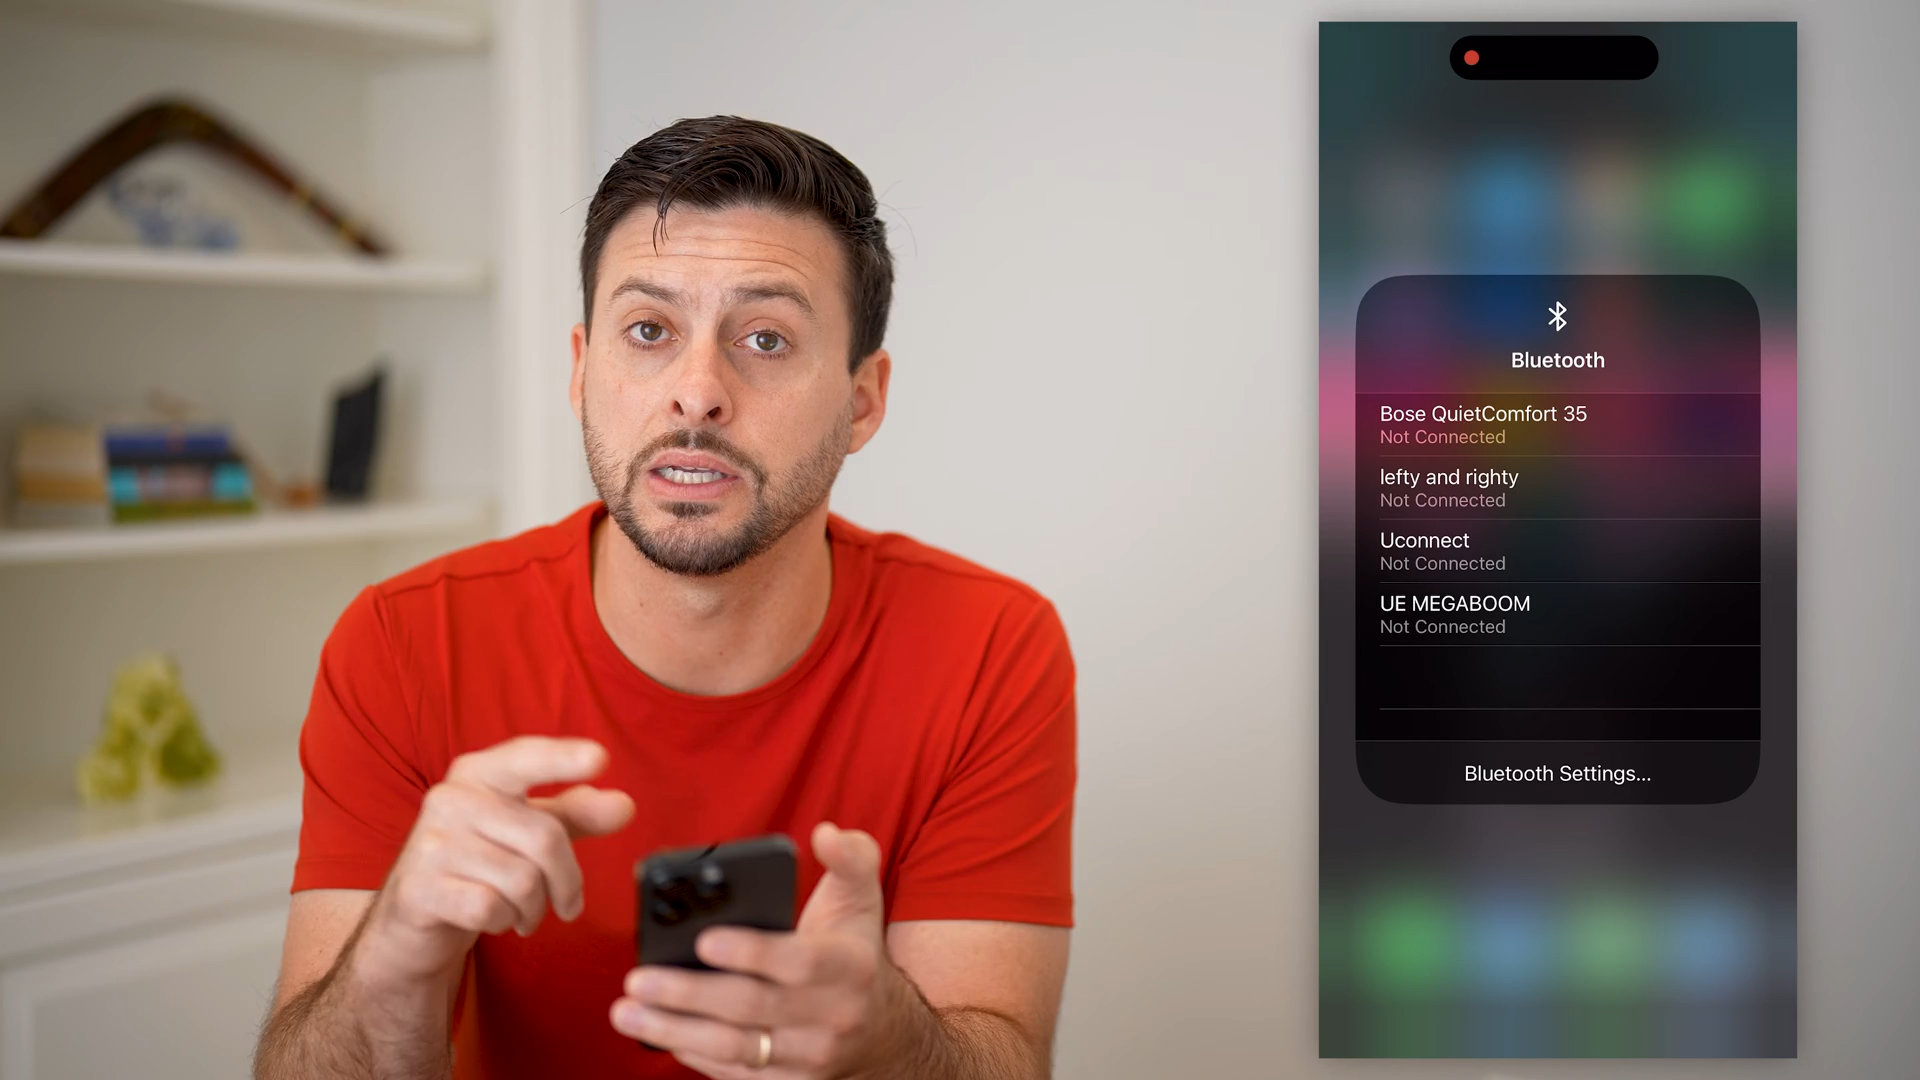 Bluetooth
Bose QuietComfort 35
Not Connected
lefty and righty
Not Connected
Uconnect
Not Connected
UE MEGABOOM
Not Connected
Bluetooth Settings...